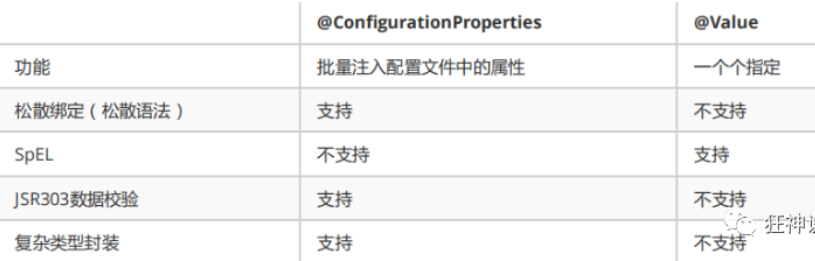 @ConfigurationProperties @Value
功能 批量注入配置文件中的属性 一个个指定
松散绑定（松散语法） 支持 不支持
SpEL 不支持 支持
JSR303数据校验 支持 不支持
狂神说
复杂类型封装 支持 不支持